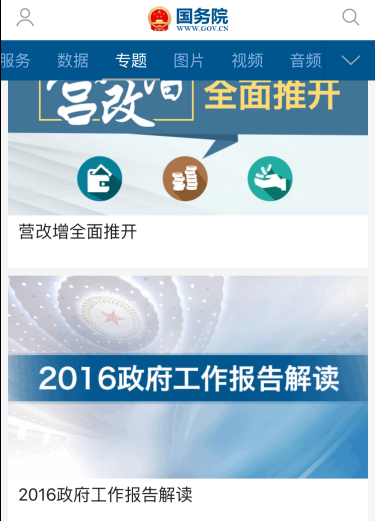 国务院
WWW.GOV.CN
服务 数据 专题 图片 视频 音频
营改增 全面推开
营改增全面推开
2016政府工作报告解读
2016政府工作报告解读